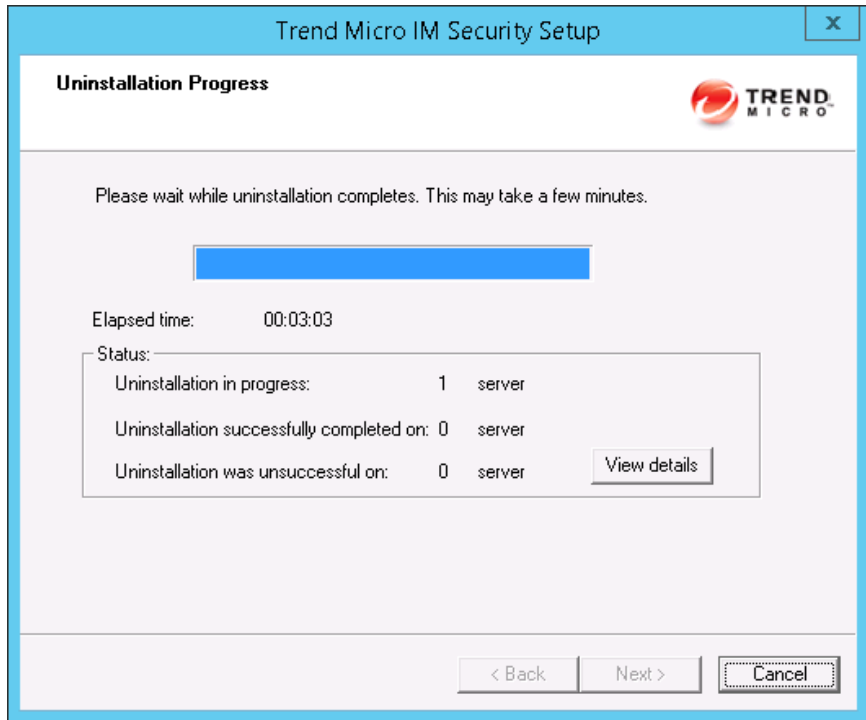 Trend Micro IM Security Setup
x
Uninstallation Progress
TREND
MICRO
Please wait while uninstallation completes. This may take a few minutes.
Elapsed time: 00:03:03
Status:
Uninstallation in progress: 1 server
Uninstallation successfully completed on: 0 server
Uninstallation was unsuccessful on: 0 server
View details
< Back
Next >
Cancel